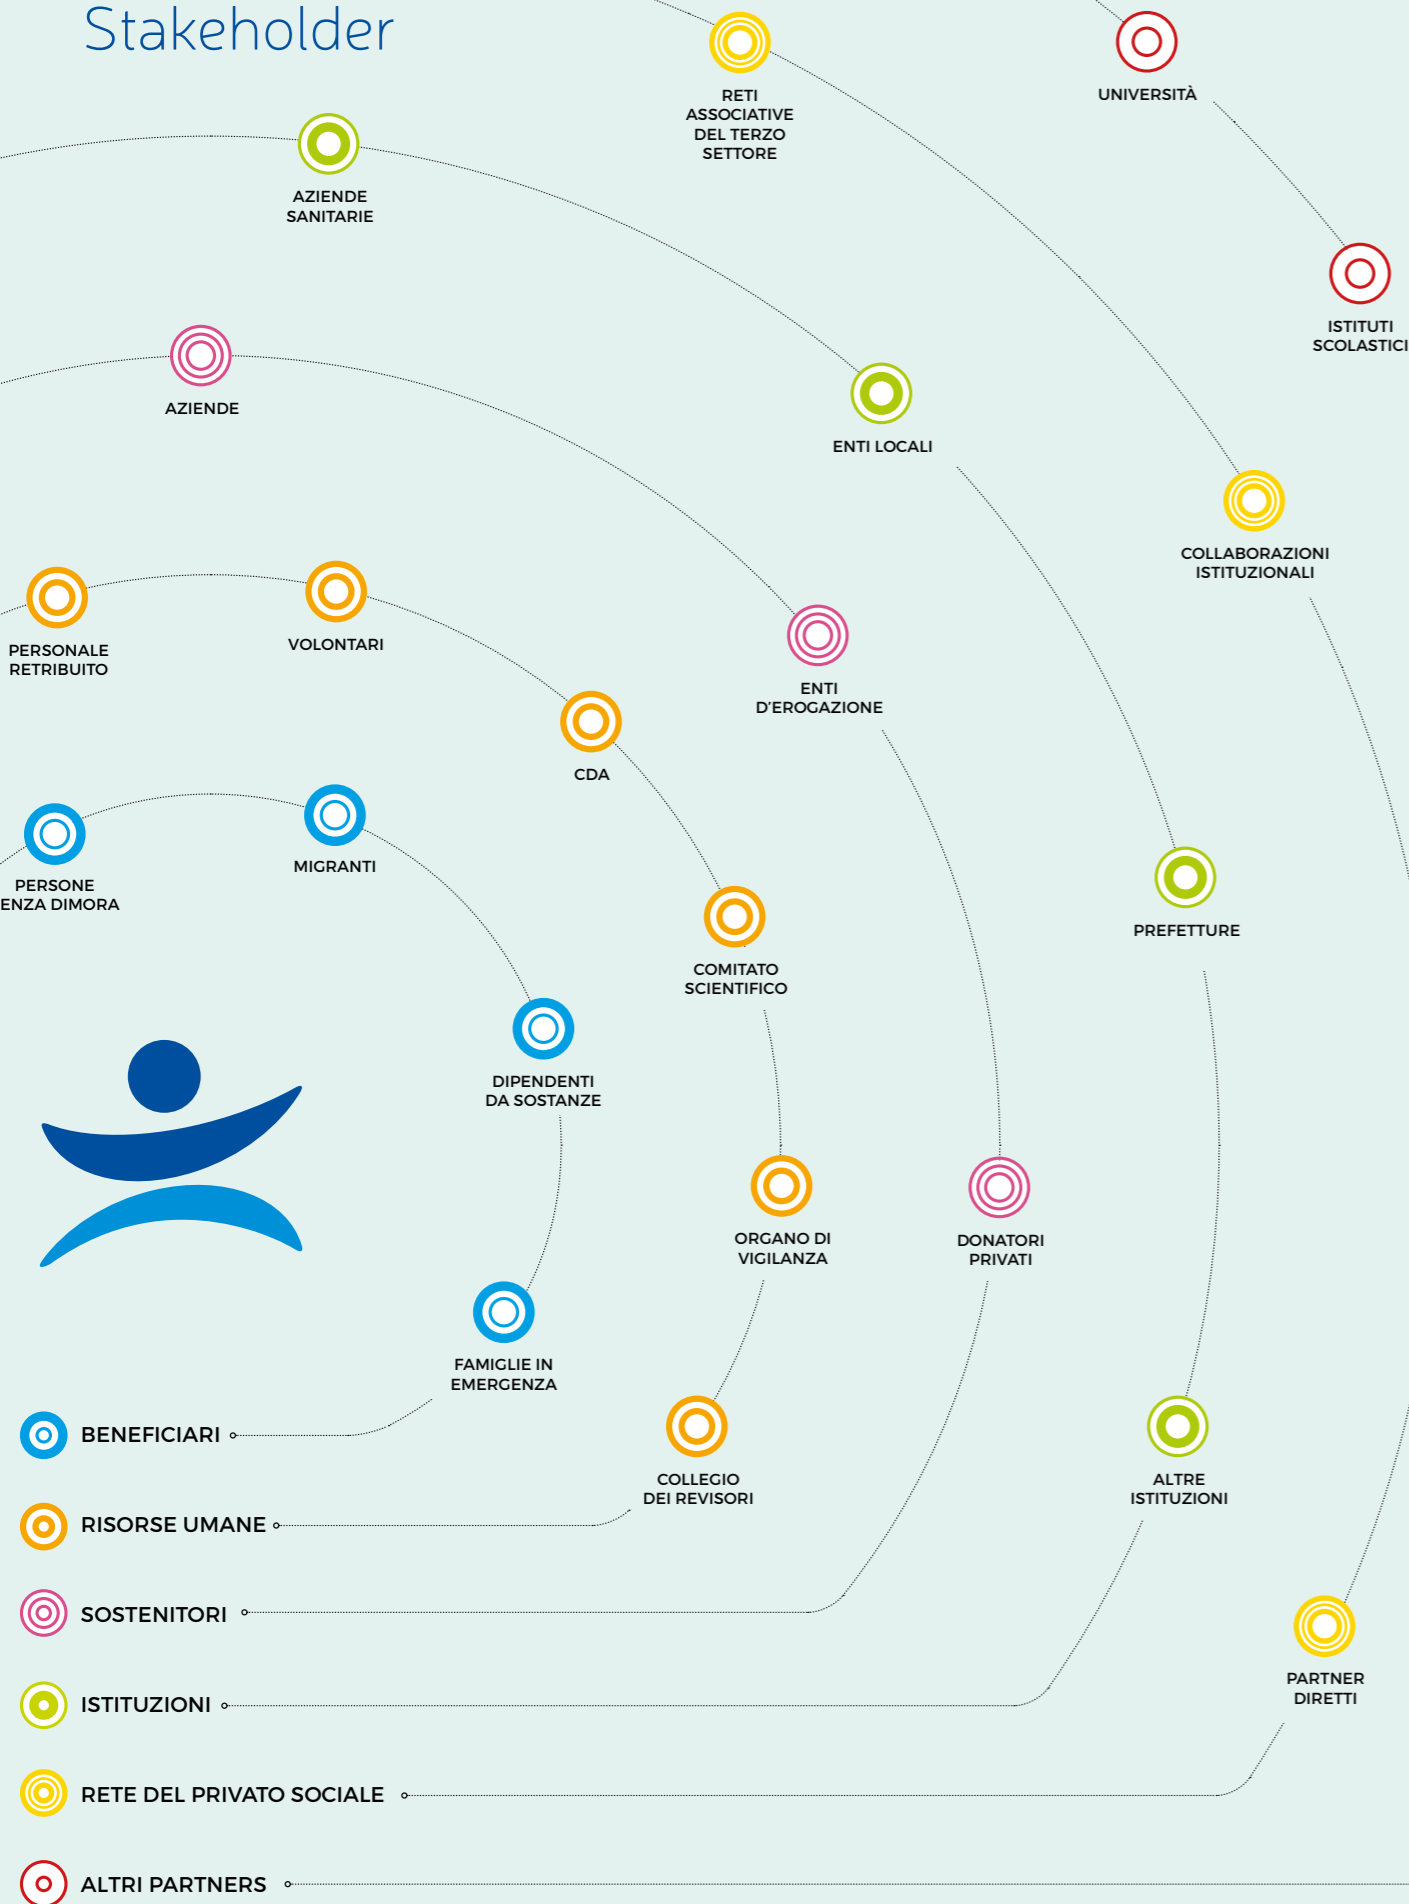 Stakeholder
RETI
ASSOCIATIVE
DEL TERZO
SETTORE
UNIVERSITÀ
AZIENDE
SANITARIE
ISTITUTI
SCOLASTICI
AZIENDE
ENTI LOCALI
COLLABORAZIONI
ISTITUZIONALI
PERSONALE
RETRIBUITO
VOLONTARI
ENTI
D'EROGAZIONE
CDA
PERSONE
ENZA DIMORA
MIGRANTI
PREFETTURE
COMITATO
SCIENTIFICO
DIPENDENTI
DA SOSTANZE
ORGANO DI
VIGILANZA
DONATORI
PRIVATI
FAMIGLIE IN
EMERGENZA
COLLEGIO
DEI REVISORI
ALTRE
ISTITUZIONI
PARTNER
DIRETTI
BENEFICIARI
RISORSE UMANE
SOSTENITORI
ISTITUZIONI
RETE DEL PRIVATO SOCIALE
ALTRI PARTNERS